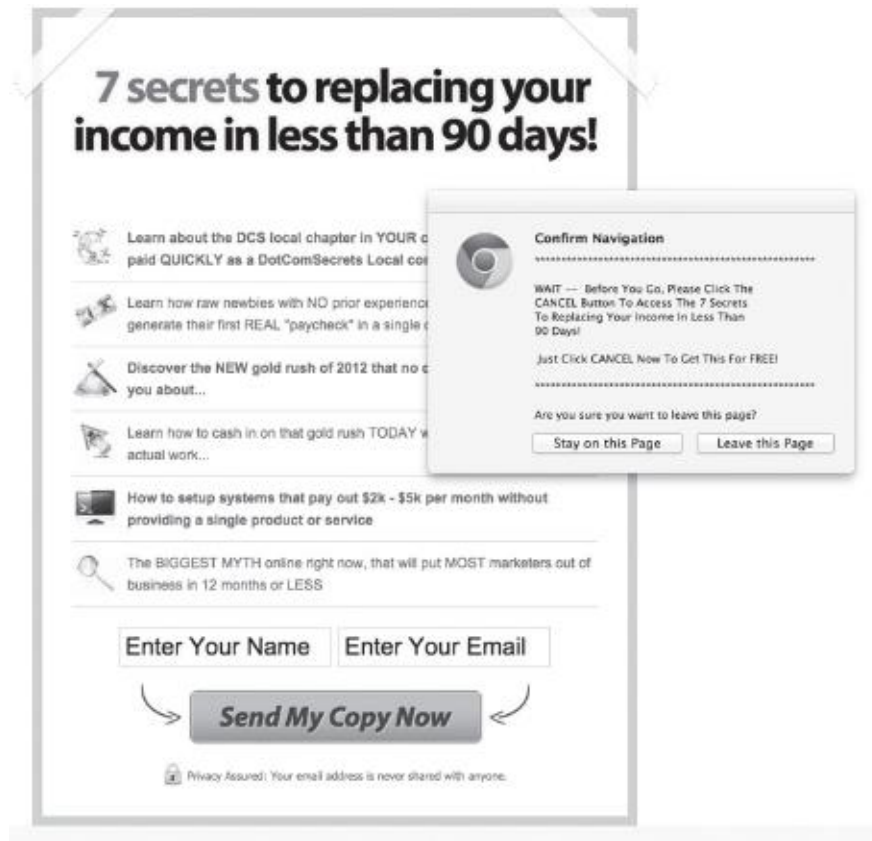 7 secrets to replacing your
income in less than 90 days!
Learn about the DCS local chapter in YOUR
paid QUICKLY as a DotComSecrets Local
Learn how raw newbies with NO prior experience
generate their first REAL "paycheck" in a single
Discover the NEW gold rush of 2012 that no
you about...
Learn how to cash in on that gold rush TODAY
actual work...
How to setup systems that pay out $2k - $5k per month without
providing a single product or service
The BIGGEST MYTH online right now, that will put MOST marketers out of
business in 12 months or LESS
Enter Your Name Enter Your Email
Send My Copy Now
Privacy Assured: Your email address is never shared with anyone.
Confirm Navigation
WAIT --- Before You Go, Please Click The
CANCEL Button To Access The 7 Secrets
To Replacing Your Income In Less Than
90 Days!
Just Click CANCEL Now To Get This For FREE!
Are you sure you want to leave this page?
Stay on this Page Leave this Page